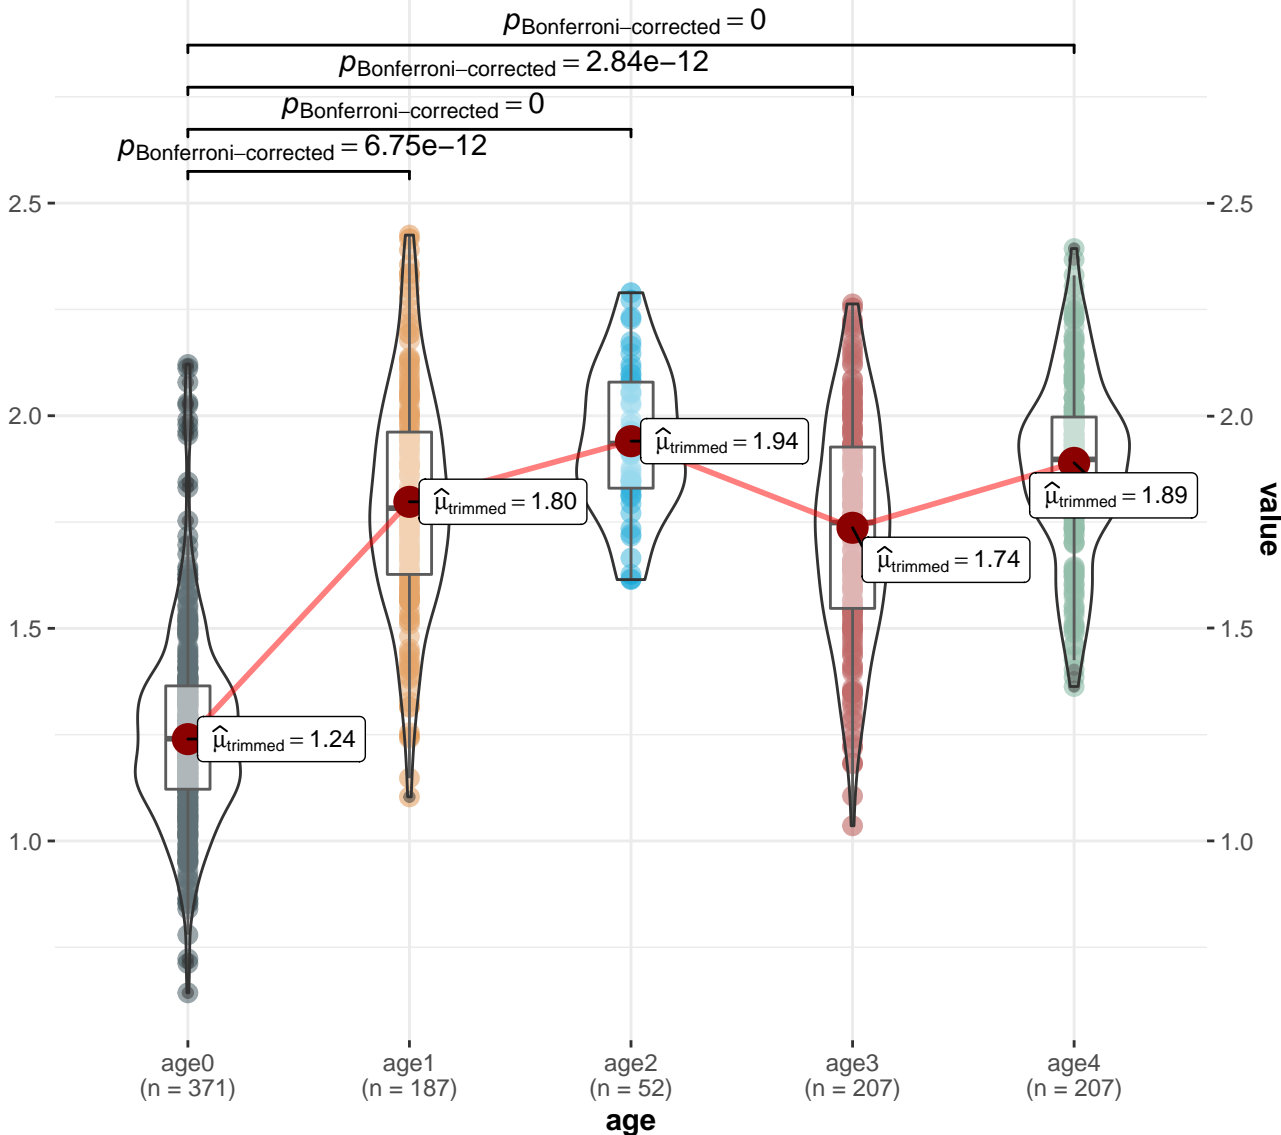 pBonferroni−corrected = 0
pBonferroni−corrected = 2.84e−12
pBonferroni−corrected = 0
pBonferroni−corrected = 6.75e−12
2.5
2.5
2.0
2.0
1.5
1.5
1.0
1.0
μ̂trimmed = 1.24
μ̂trimmed = 1.80
μ̂trimmed = 1.94
μ̂trimmed = 1.74
μ̂trimmed = 1.89
value
age0
(n = 371)
age1
(n = 187)
age2
(n = 52)
age3
(n = 207)
age4
(n = 207)
age